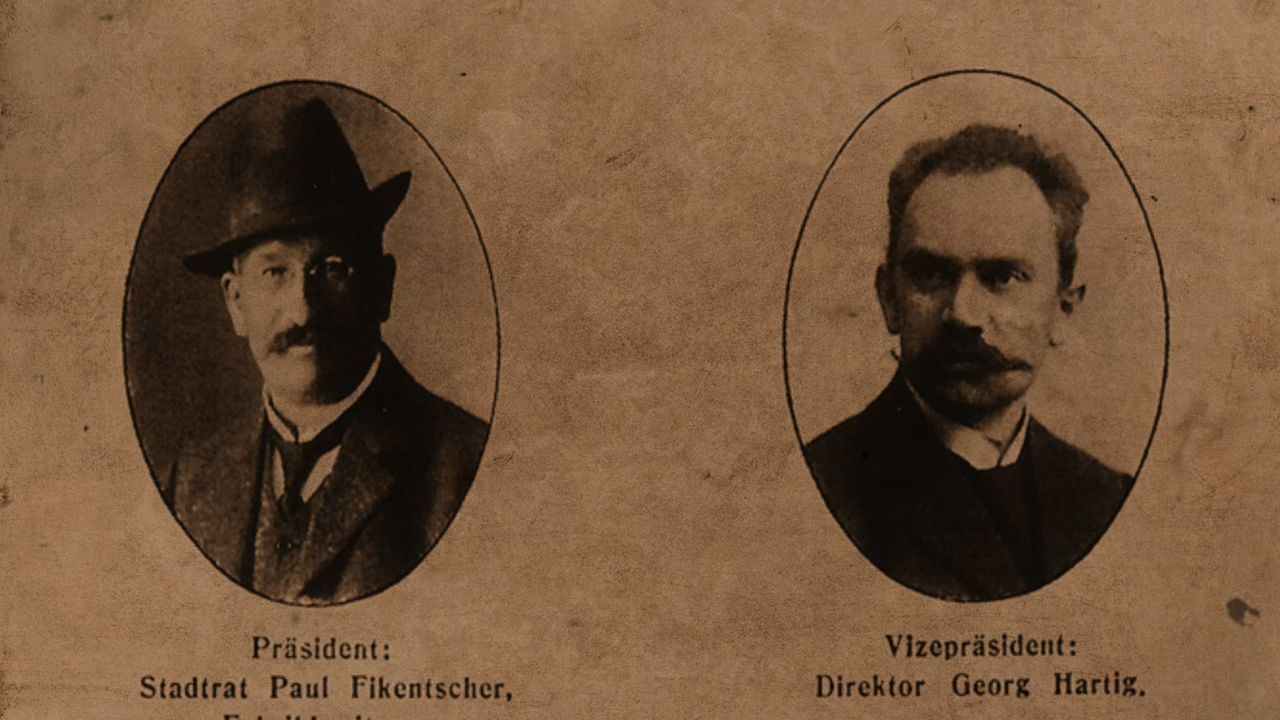 Präsident:
Stadtrat Paul Fikentscher,
Vizepräsident:
Direktor Georg Hartig.